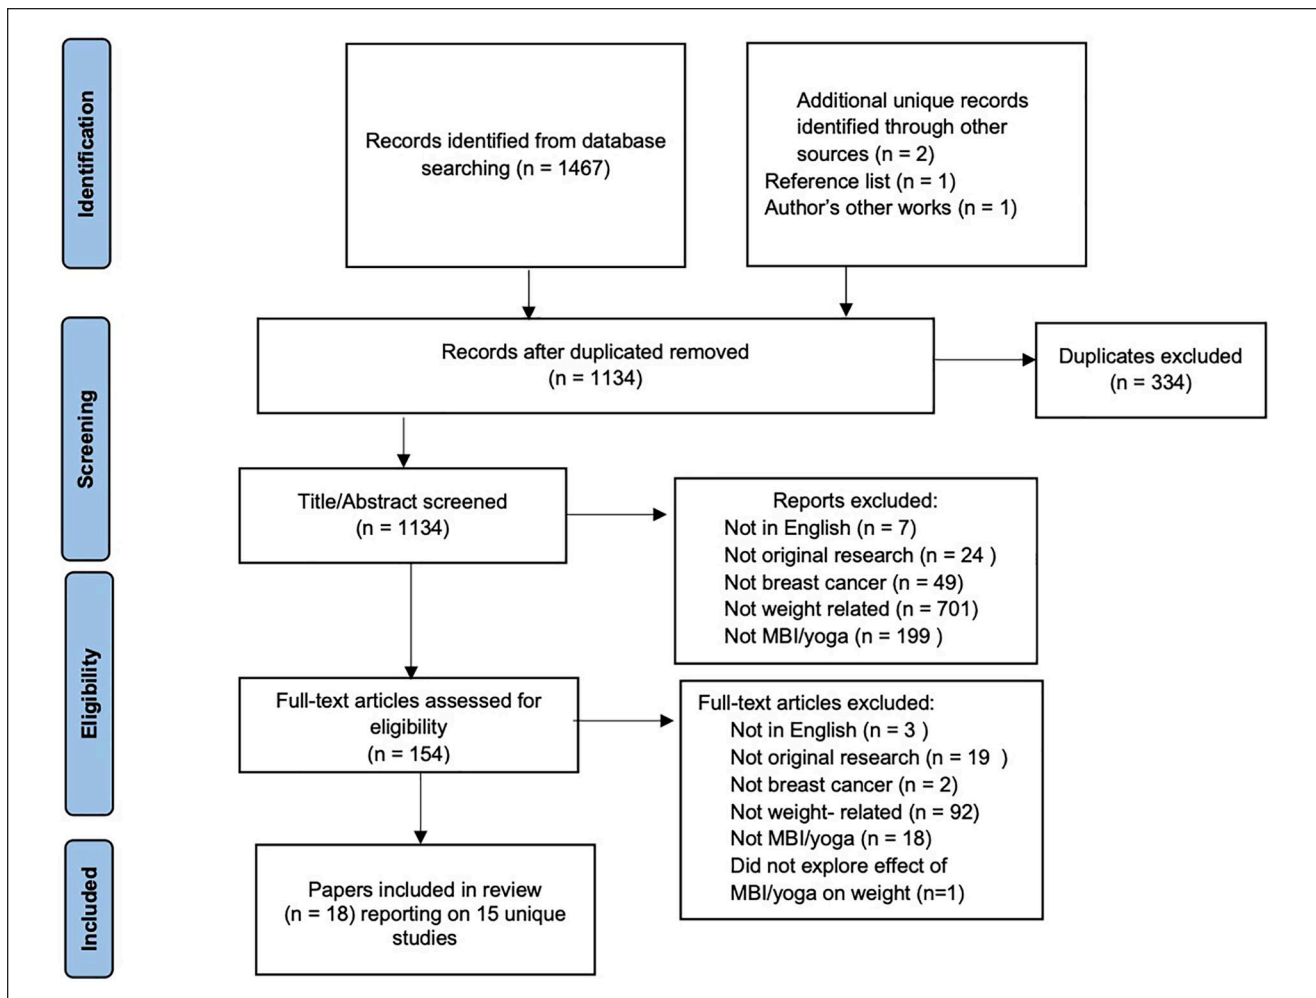 Identification
Records identified from database
searching (n = 1467)
Additional unique records
identified through other
sources (n = 2)
Reference list (n = 1)
Author's other works (n = 1)
Screening
Records after duplicated removed
(n = 1134)
Duplicates excluded
(n = 334)
Title/Abstract screened
(n = 1134)
Reports excluded:
Not in English (n = 7)
Not original research (n = 24 )
Not breast cancer (n = 49)
Not weight related (n = 701)
Not MBI/yoga (n = 199 )
Eligibility
Full-text articles assessed for
eligibility
(n = 154)
Full-text articles excluded:
Not in English (n = 3 )
Not original research (n = 19 )
Not breast cancer (n = 2)
Not weight- related (n = 92)
Not MBI/yoga (n = 18)
Did not explore effect of
MBI/yoga on weight (n=1)
Included
Papers included in review
(n = 18) reporting on 15 unique
studies